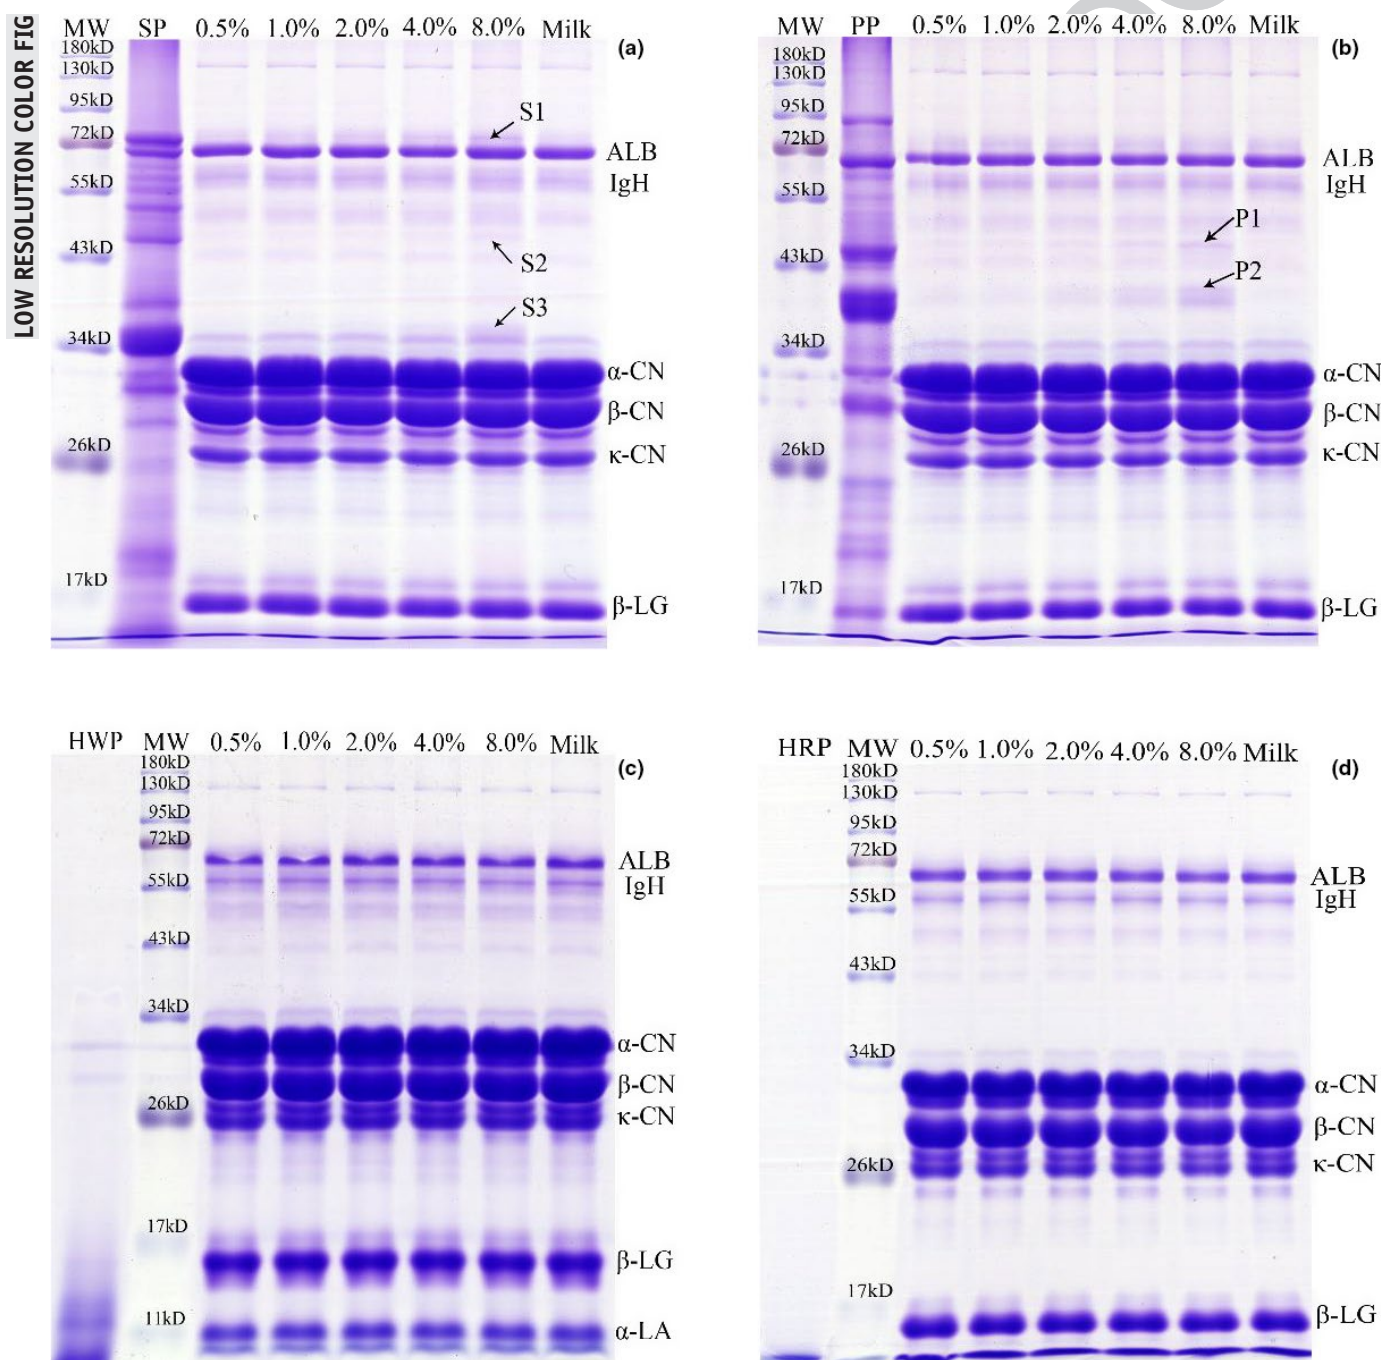 LOW RESOLUTION COLOR FIG
MW SP 0.5% 1.0% 2.0% 4.0% 8.0% Milk (a)
180kD
130kD
95kD
S1
72kD
ALB
55kD IgH
43kD
S2
S3
34kD
α-CN
β-CN
26kD κ-CN
17kD
β-LG
MW PP 0.5% 1.0% 2.0% 4.0% 8.0% Milk (b)
180kD
130kD
95kD
72kD
ALB
55kD IgH
P1
43kD
P2
34kD
α-CN
β-CN
26kD κ-CN
17kD
β-LG
HWP MW 0.5% 1.0% 2.0% 4.0% 8.0% Milk
180kD (c)
130kD
95kD
72kD
ALB
55kD IgH
43kD
34kD
α-CN
β-CN
26kD κ-CN
17kD
β-LG
11kD
α-LA
HRP MW 0.5% 1.0% 2.0% 4.0% 8.0% Milk
180kD (d)
130kD
95kD
72kD
ALB
55kD IgH
43kD
34kD
α-CN
β-CN
26kD κ-CN
17kD
β-LG